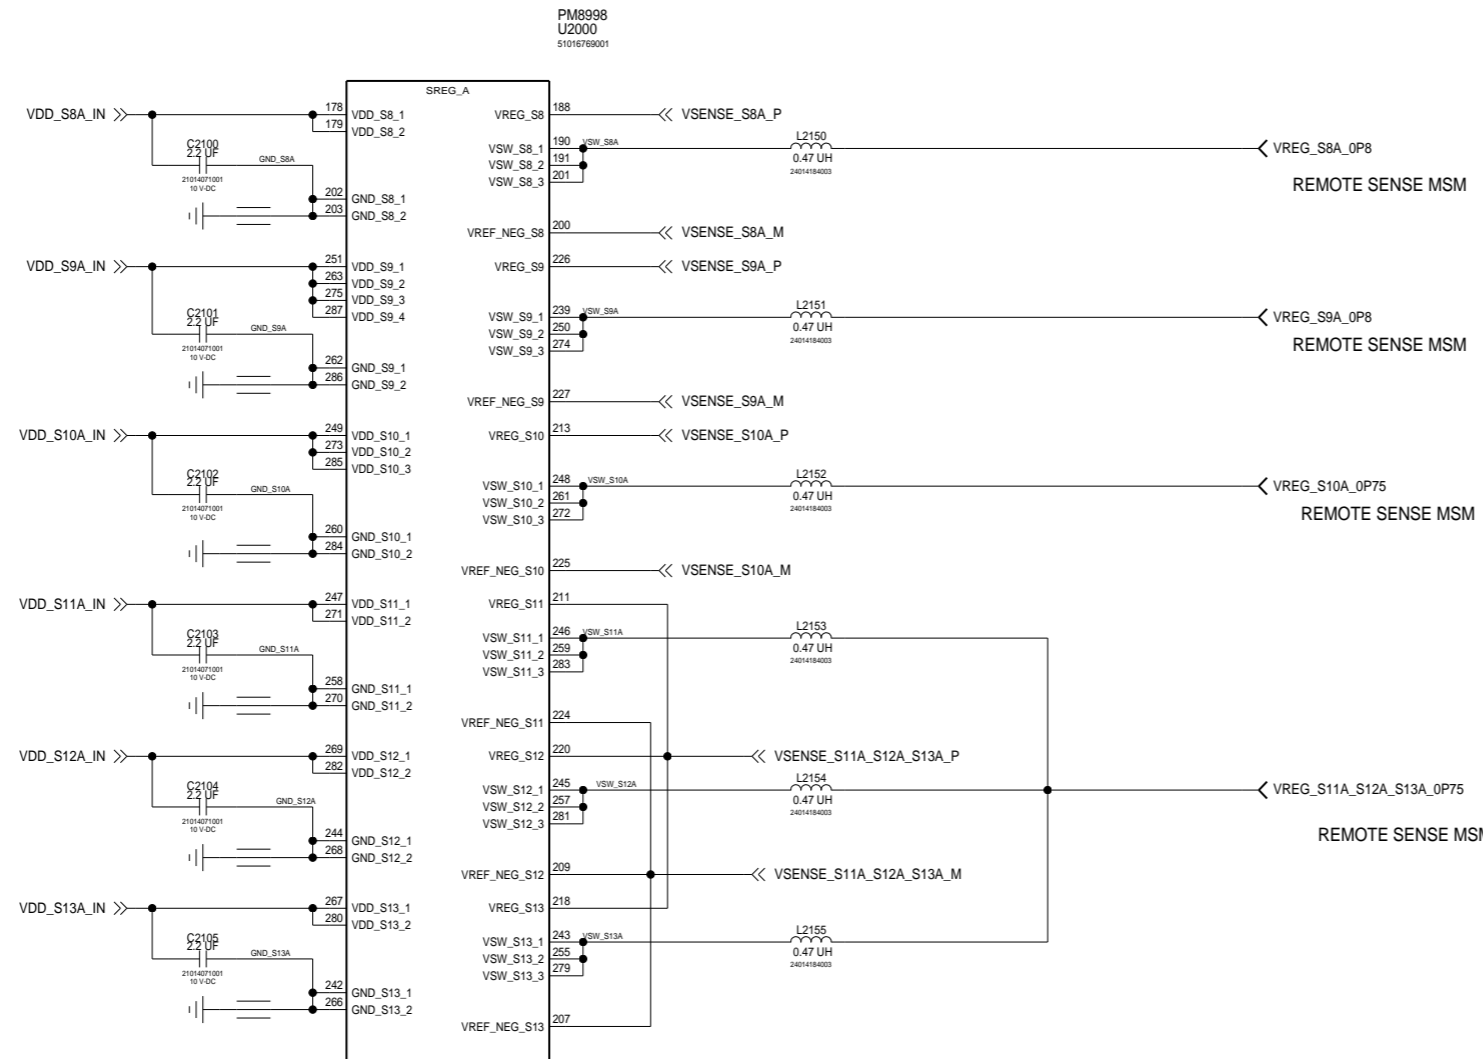 PM8998
U2000
51016769001
SREG_A
VDD_S8A_IN
178 VDD_S8_1
179 VDD_S8_2
C2100
2.2 UF
21014071001
10 V-DC
GND_S8A
202 GND_S8_1
203 GND_S8_2
VREG_S8 188 VSENSE_S8A_P
VSW_S8_1 190 VSW_S8A
VSW_S8_2 191
VSW_S8_3 201
L2150
0.47 UH
24014184003
VREG_S8A_0P8
REMOTE SENSE MSM
VREF_NEG_S8 200 VSENSE_S8A_M
VDD_S9A_IN
251 VDD_S9_1
263 VDD_S9_2
275 VDD_S9_3
287 VDD_S9_4
C2101
2.2 UF
21014071001
10 V-DC
GND_S9A
262 GND_S9_1
286 GND_S9_2
VREG_S9 226 VSENSE_S9A_P
VSW_S9_1 239 VSW_S9A
VSW_S9_2 250
VSW_S9_3 274
L2151
0.47 UH
24014184003
VREG_S9A_0P8
REMOTE SENSE MSM
VREF_NEG_S9 227 VSENSE_S9A_M
VDD_S10A_IN
249 VDD_S10_1
273 VDD_S10_2
285 VDD_S10_3
C2102
2.2 UF
21014071001
10 V-DC
GND_S10A
260 GND_S10_1
284 GND_S10_2
VREG_S10 213 VSENSE_S10A_P
VSW_S10_1 248 VSW_S10A
VSW_S10_2 261
VSW_S10_3 272
L2152
0.47 UH
24014184003
VREG_S10A_0P75
REMOTE SENSE MSM
VREF_NEG_S10 225 VSENSE_S10A_M
VDD_S11A_IN
247 VDD_S11_1
271 VDD_S11_2
C2103
2.2 UF
21014071001
10 V-DC
GND_S11A
258 GND_S11_1
270 GND_S11_2
VREG_S11 211
VSW_S11_1 246 VSW_S11A
VSW_S11_2 259
VSW_S11_3 283
L2153
0.47 UH
24014184003
VREF_NEG_S11 224
VDD_S12A_IN
269 VDD_S12_1
282 VDD_S12_2
C2104
2.2 UF
21014071001
10 V-DC
GND_S12A
244 GND_S12_1
268 GND_S12_2
VREG_S12 220 VSENSE_S11A_S12A_S13A_P
VSW_S12_1 245 VSW_S12A
VSW_S12_2 257
VSW_S12_3 281
L2154
0.47 UH
24014184003
VREG_S11A_S12A_S13A_0P75
REMOTE SENSE MSM
VREF_NEG_S12 209 VSENSE_S11A_S12A_S13A_M
VDD_S13A_IN
267 VDD_S13_1
280 VDD_S13_2
C2105
2.2 UF
21014071001
10 V-DC
GND_S13A
242 GND_S13_1
266 GND_S13_2
VREG_S13 218
VSW_S13_1 243 VSW_S13A
VSW_S13_2 255
VSW_S13_3 279
L2155
0.47 UH
24014184003
VREF_NEG_S13 207